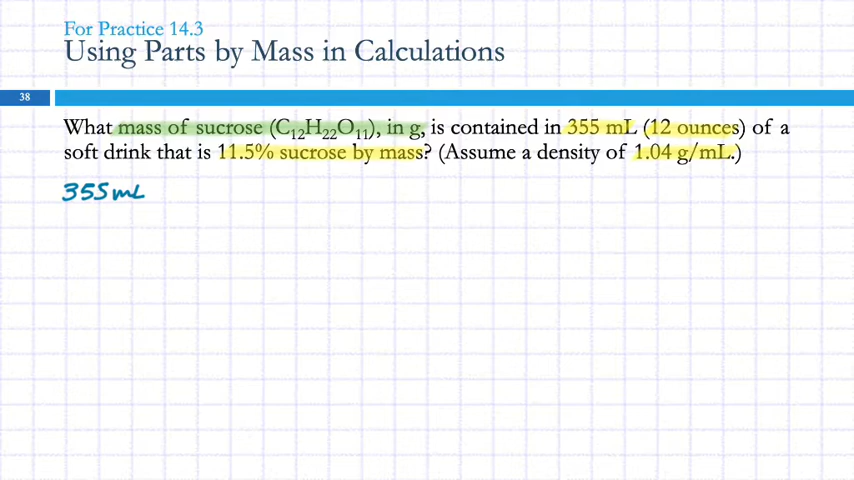 For Practice 14.3
Using Parts by Mass in Calculations
38
What mass of sucrose (C₁₂H₂₂O₁₁), in g, is contained in 355 mL (12 ounces) of a
soft drink that is 11.5% sucrose by mass? (Assume a density of 1.04 g/mL.)
355 mL